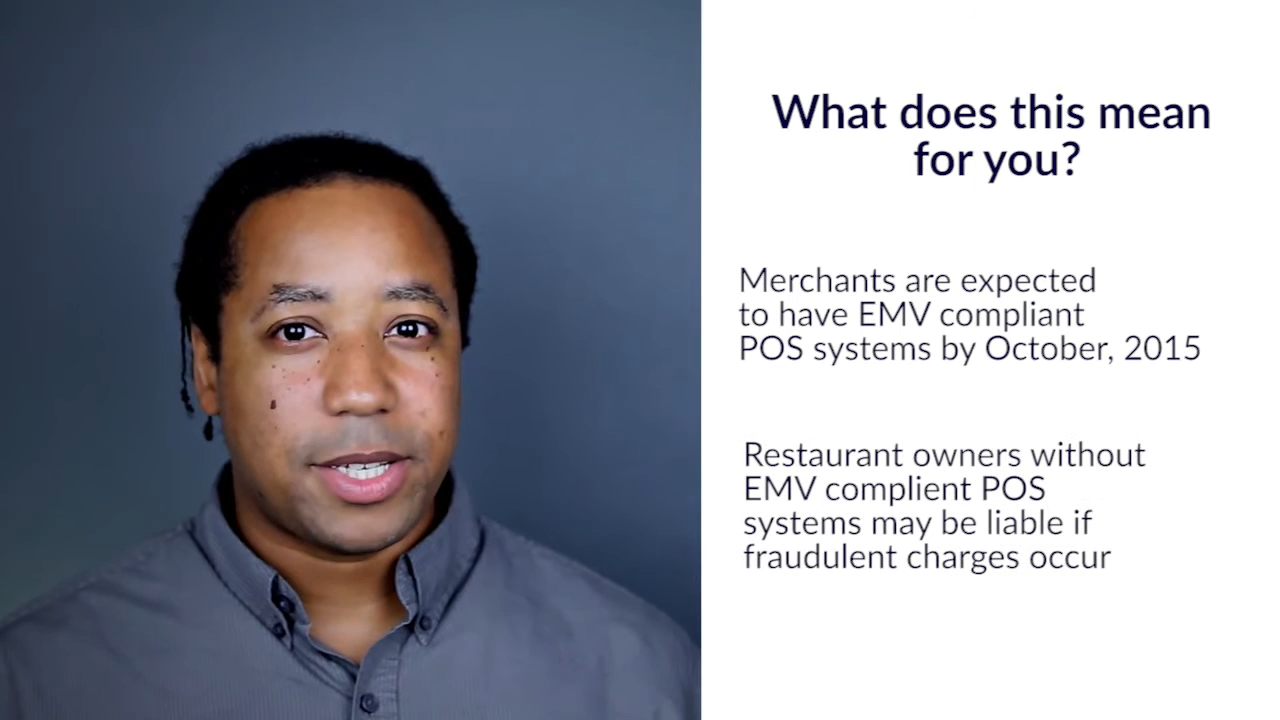 What does this mean
for you?
Merchants are expected
to have EMV compliant
POS systems by October, 2015
Restaurant owners without
EMV complient POS
systems may be liable if
fraudulent charges occur